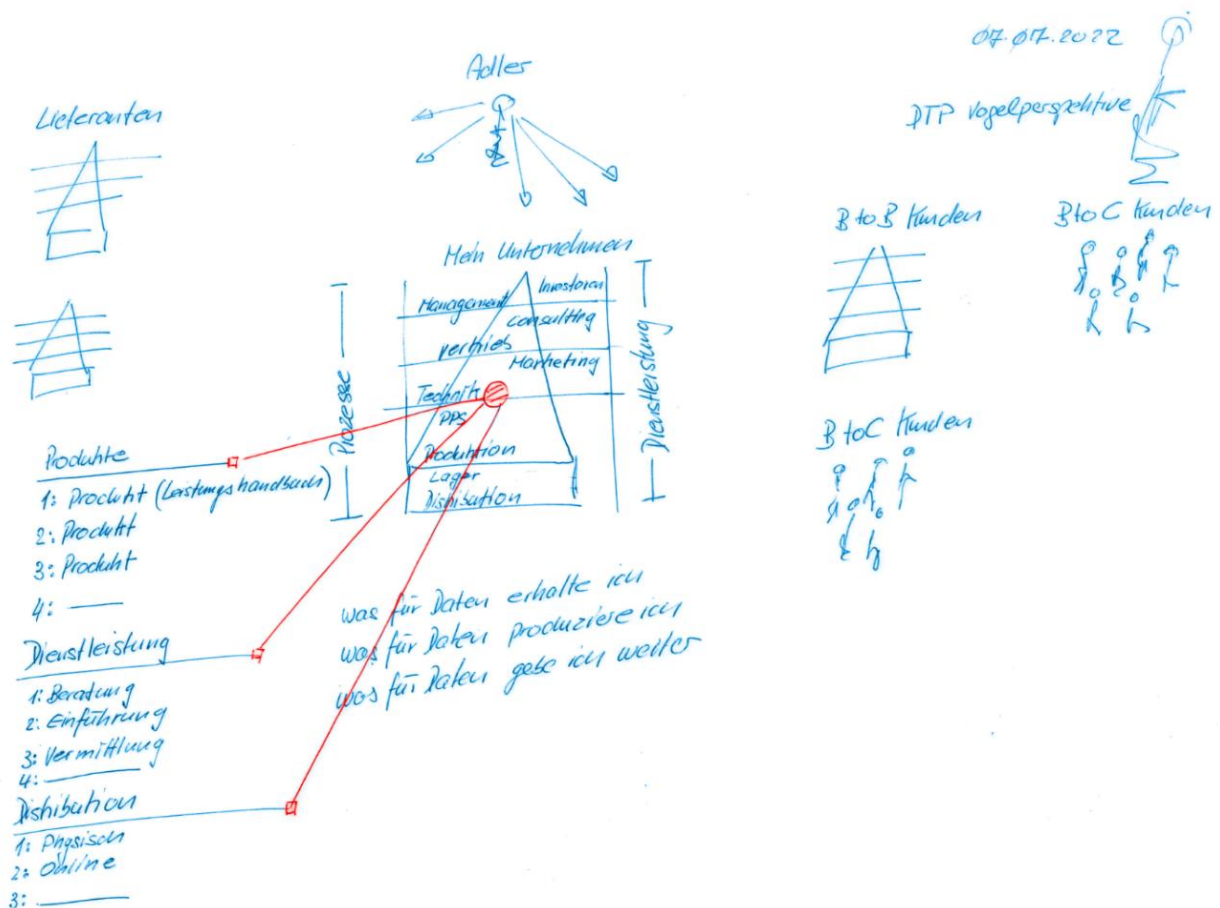 07.07.2022
DTP Vogelperspektive
Adler
Lieferanten
B to B Kunden
B to C Kunden
Mein Unternehmen
Management
Investoren
Consulting
Vertrieb
Marketing
Technik
PPS
Produktion
Lager
Distribution
Prozesse
Dienstleistung
B to C Kunden
Produkte
1: Produkt (Leistungshandbuch)
2: Produkt
3: Produkt
4:
was für Daten erhalte ich
was für Daten produziere ich
was für Daten gebe ich weiter
Dienstleistung
1: Beratung
2: Einführung
3: Vermittlung
4:
Distribution
1: Physisch
2: Online
3: